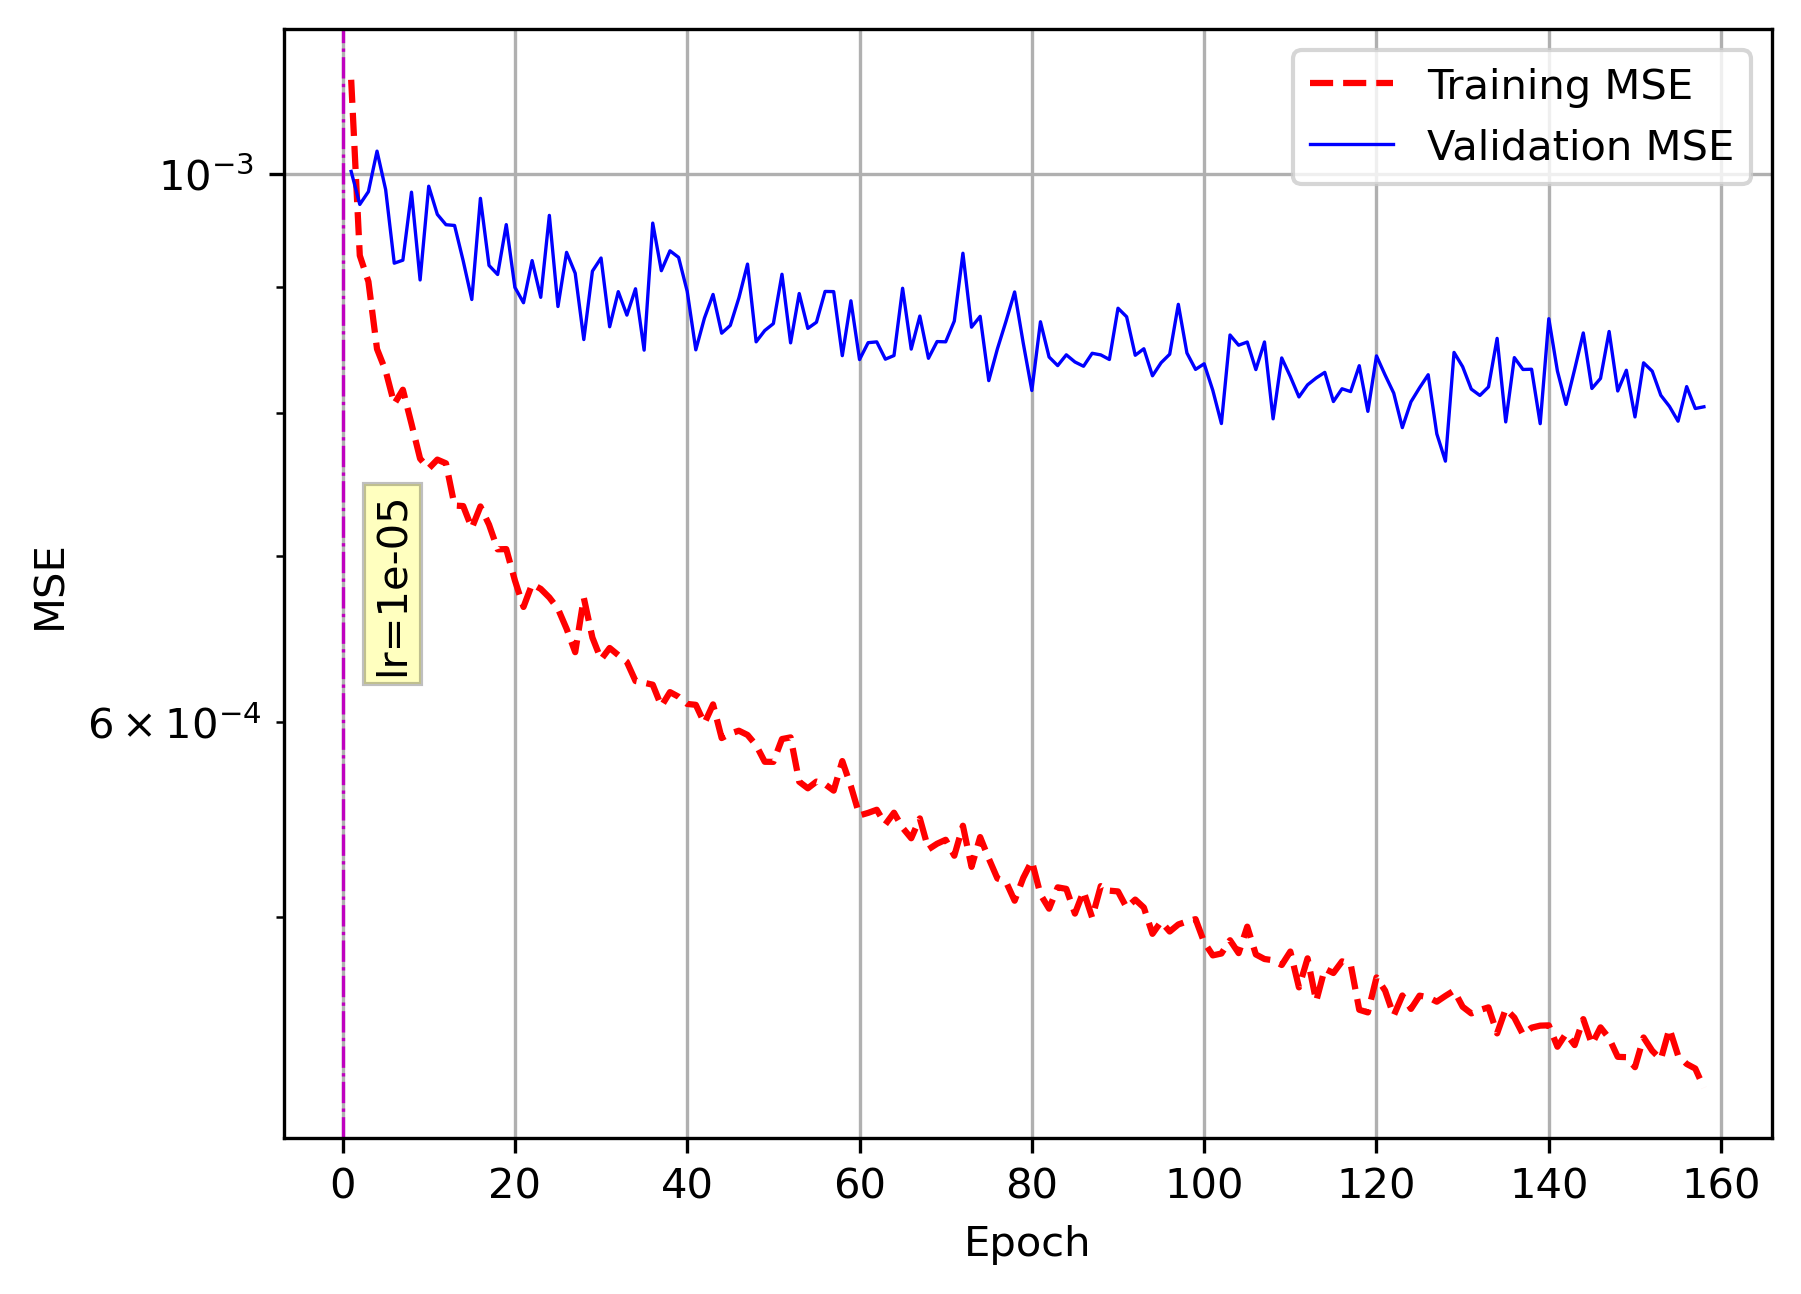 Training MSE
Validation MSE
10⁻³
6 × 10⁻⁴
MSE
lr=1e-05
0 20 40 60 80 100 120 140 160
Epoch